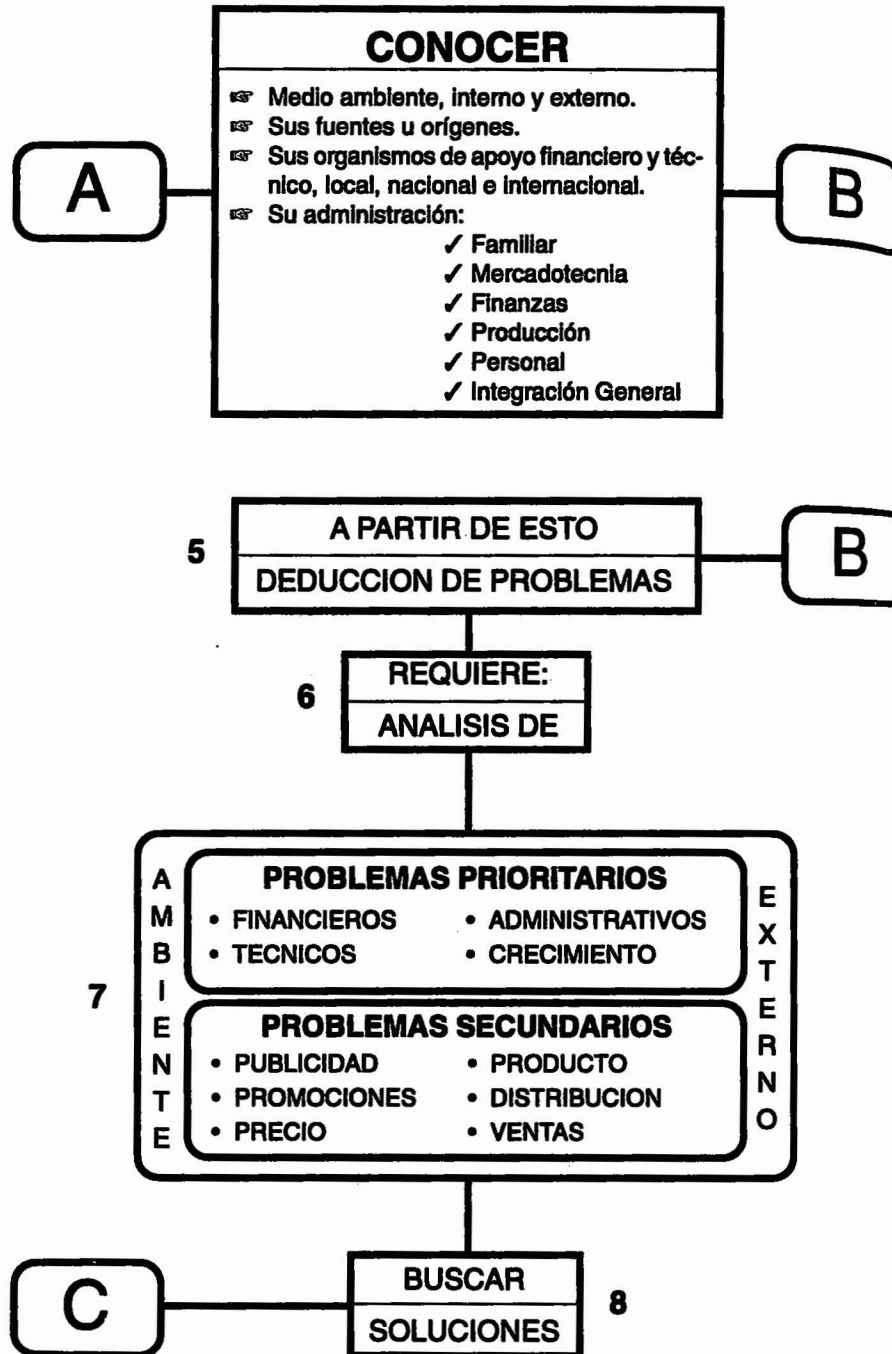 CONOCER
☞ Medio ambiente, interno y externo.
☞ Sus fuentes u orígenes.
☞ Sus organismos de apoyo financiero y téc-
nico, local, nacional e internacional.
☞ Su administración:
✓ Familiar
✓ Mercadotecnia
✓ Finanzas
✓ Producción
✓ Personal
✓ Integración General
A
B
5
A PARTIR DE ESTO
DEDUCCION DE PROBLEMAS
B
6
REQUIERE:
ANALISIS DE
7
AMBIENTE
PROBLEMAS PRIORITARIOS
• FINANCIEROS • ADMINISTRATIVOS
• TECNICOS • CRECIMIENTO
PROBLEMAS SECUNDARIOS
• PUBLICIDAD • PRODUCTO
• PROMOCIONES • DISTRIBUCION
• PRECIO • VENTAS
EXTERNO
C
BUSCAR
SOLUCIONES
8